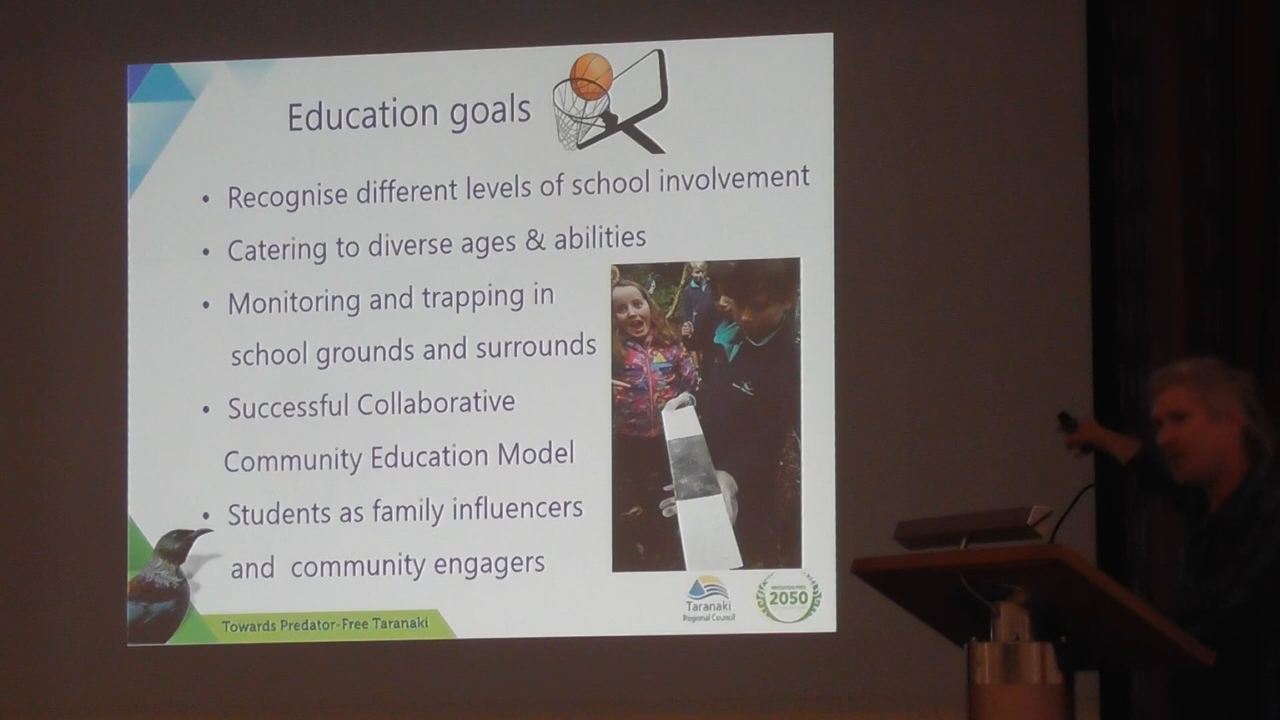 Education goals
• Recognise different levels of school involvement
• Catering to diverse ages & abilities
• Monitoring and trapping in
school grounds and surrounds
• Successful Collaborative
Community Education Model
• Students as family influencers
and community engagers
Towards Predator-Free Taranaki
Taranaki
Regional Council
PREDATOR FREE
2050